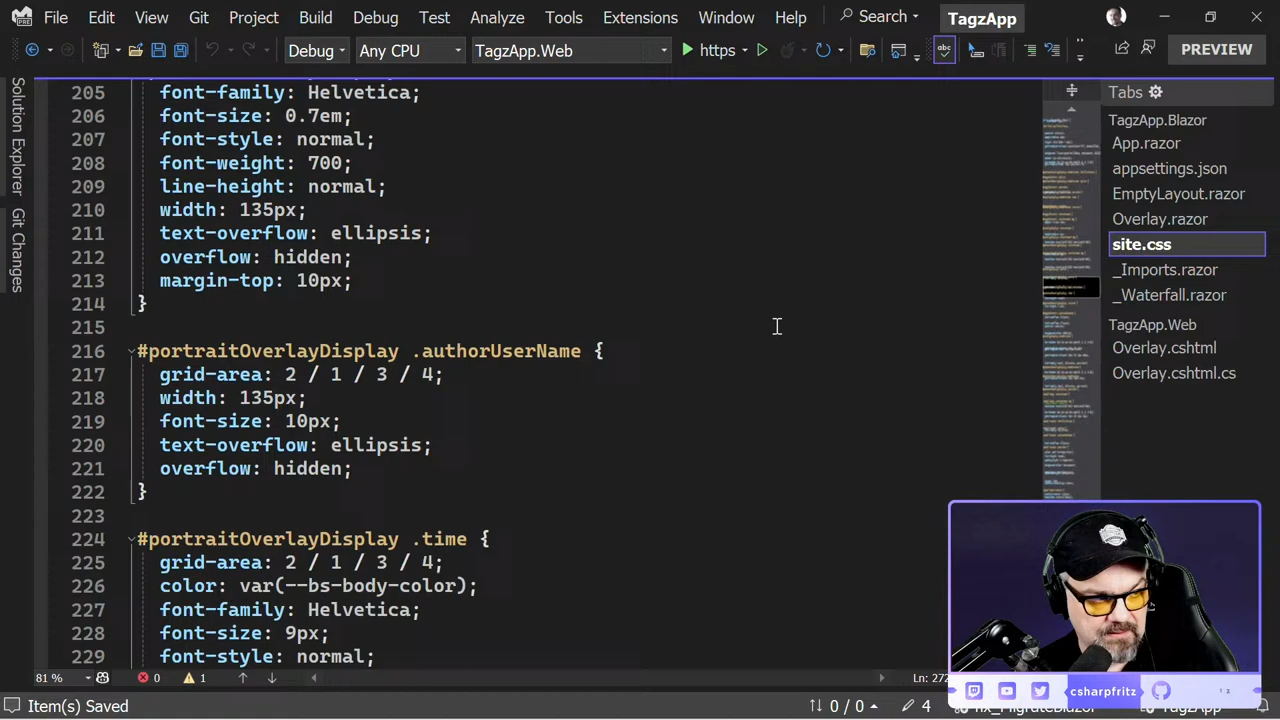 File Edit View Git Project Build Debug Test Analyze Tools Extensions Window Help Search TagzApp
PRE
Debug Any CPU TagzApp.Web https abc PREVIEW
Solution Explorer
Git Changes
205 font-family: Helvetica;
206 font-size: 0.7em;
207 font-style: normal;
208 font-weight: 700;
209 line-height: normal;
210 width: 135px;
211 text-overflow: ellipsis;
212 overflow: hidden;
213 margin-top: 10px;
214 }
215
216 #portraitOverlayDisplay .authorUserName {
217 grid-area: 2 / 2 / 3 / 4;
218 width: 135px;
219 font-size: 10px;
220 text-overflow: ellipsis;
221 overflow: hidden
222 }
223
224 #portraitOverlayDisplay .time {
225 grid-area: 2 / 1 / 3 / 4;
226 color: var(--bs-body-color);
227 font-family: Helvetica;
228 font-size: 9px;
229 font-style: normal;
Tabs
TagzApp.Blazor
App.razor
appsettings.json
EmptyLayout.razor
Overlay.razor
site.css
_Imports.razor
_Waterfall.razor
TagzApp.Web
Overlay.cshtml
Overlay.cshtml.cs
81 % 0 1 Ln: 272
csharpfritz
Item(s) Saved 0 / 0 4 TagzApp